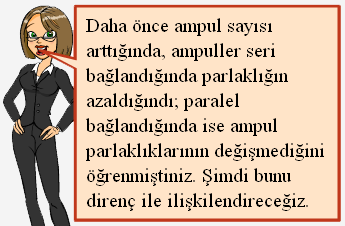 Daha önce ampul sayısı
arttığında, ampuller seri
bağlandığında parlaklığın
azaldığındı; paralel
bağlandığında ise ampul
parlaklıklarının değişmediğini
öğrenmiştiniz. Şimdi bunu
direnç ile ilişkilendireceğiz.